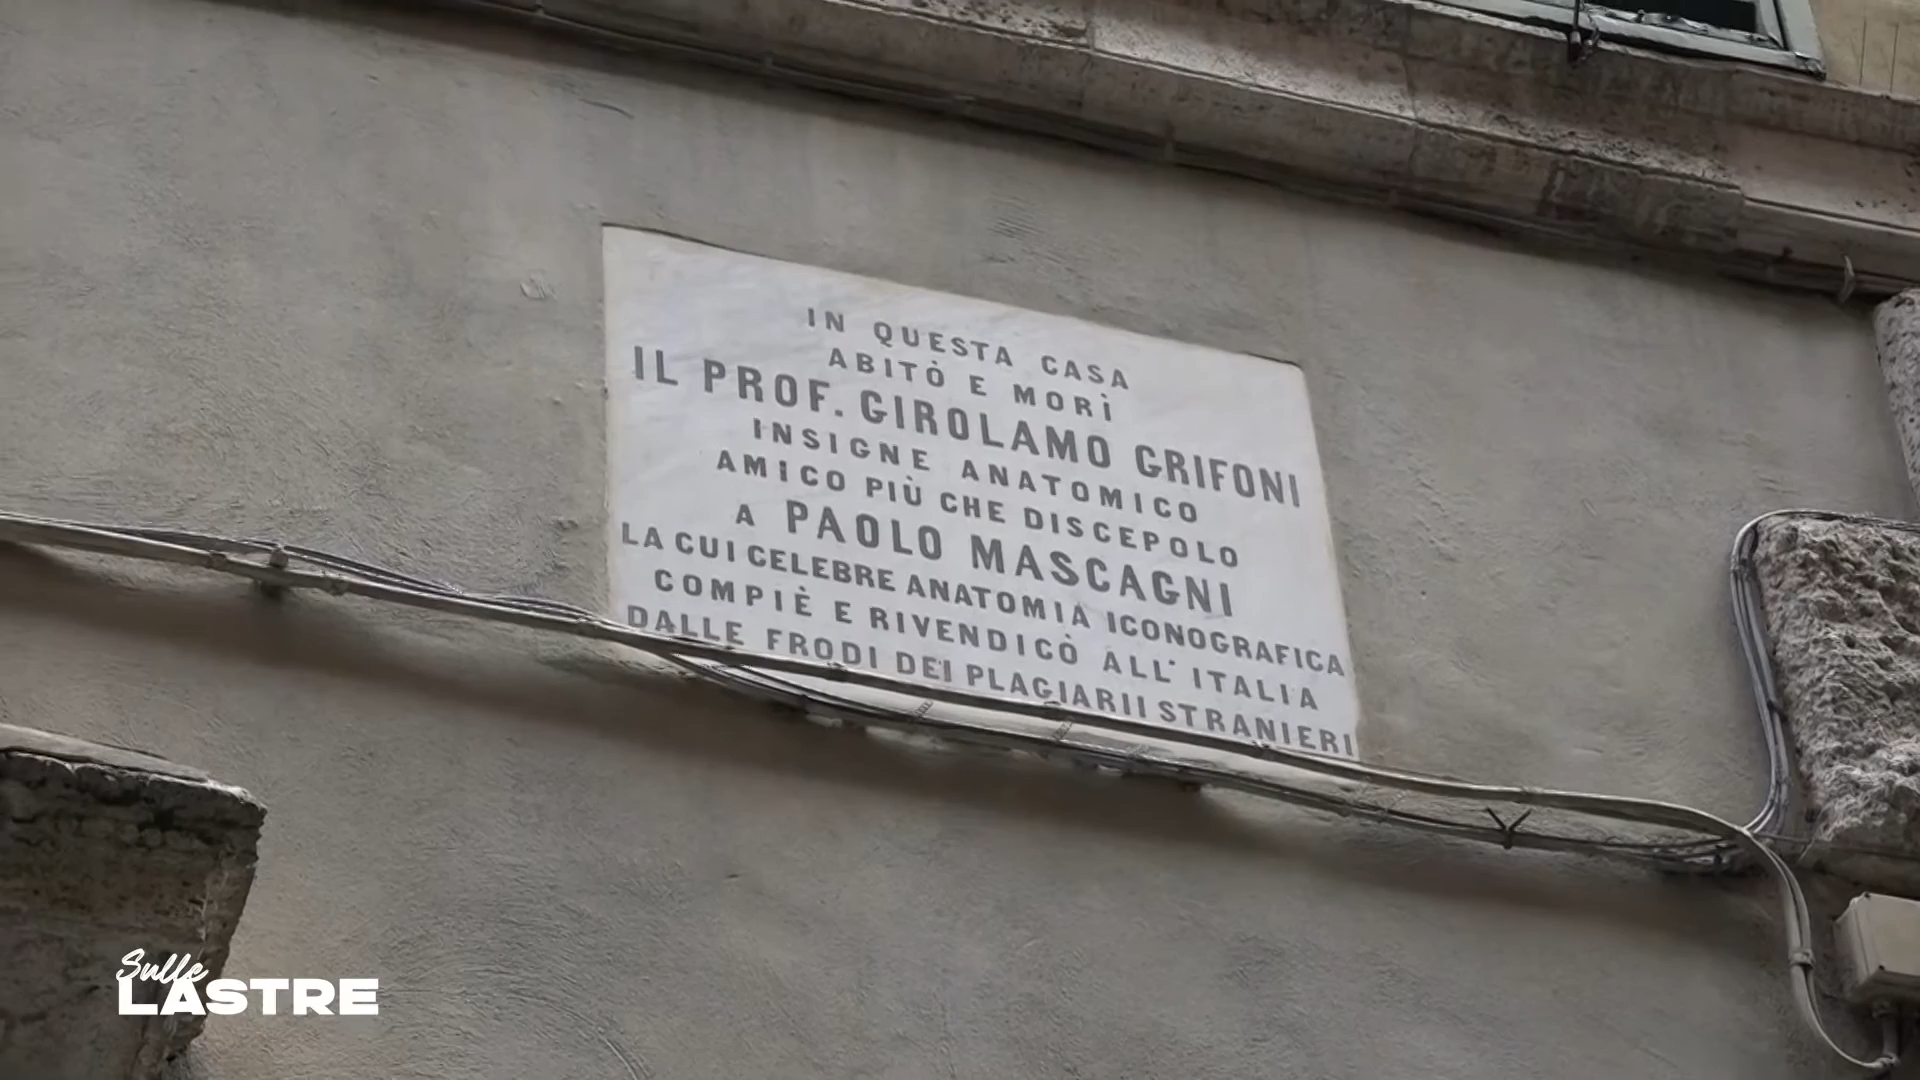 IN QUESTA CASA
ABITÒ E MORÌ
IL PROF. GIROLAMO GRIFONI
INSIGNE ANATOMICO
AMICO PIÙ CHE DISCEPOLO
A PAOLO MASCAGNI
LA CUI CELEBRE ANATOMIA ICONOGRAFICA
COMPIÈ E RIVENDICÒ ALL' ITALIA
DALLE FRODI DEI PLAGIARII STRANIERI
Sulle
LASTRE